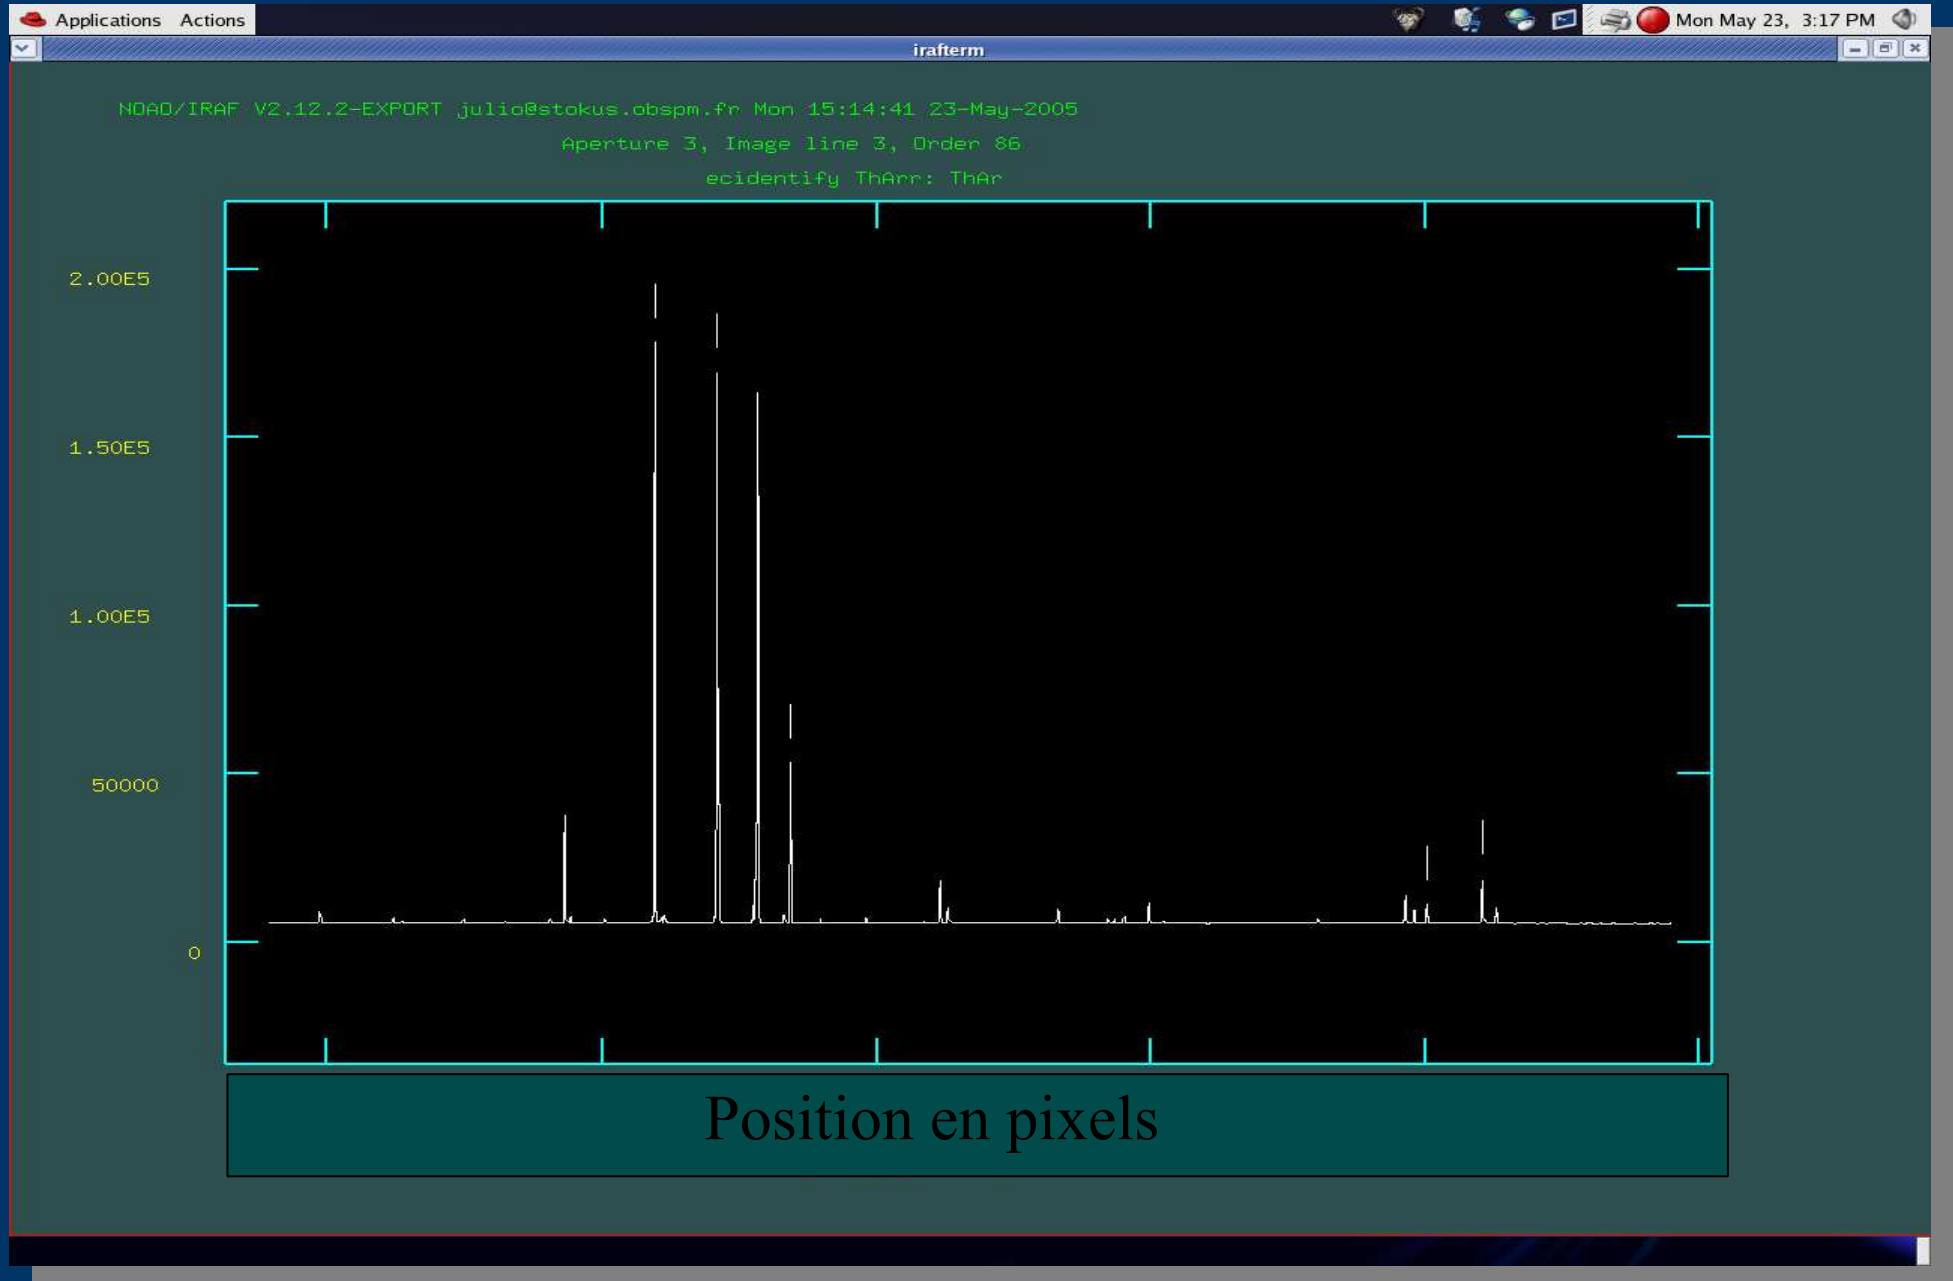 Applications Actions
Mon May 23, 3:17 PM
irafterm
NOAO/IRAF V2.12.2-EXPORT julio@stokus.obspm.fr Mon 15:14:41 23-May-2005
Aperture 3, Image line 3, Order 86
ecidentify ThArr: ThAr
2.00E5
1.50E5
1.00E5
50000
0
Position en pixels